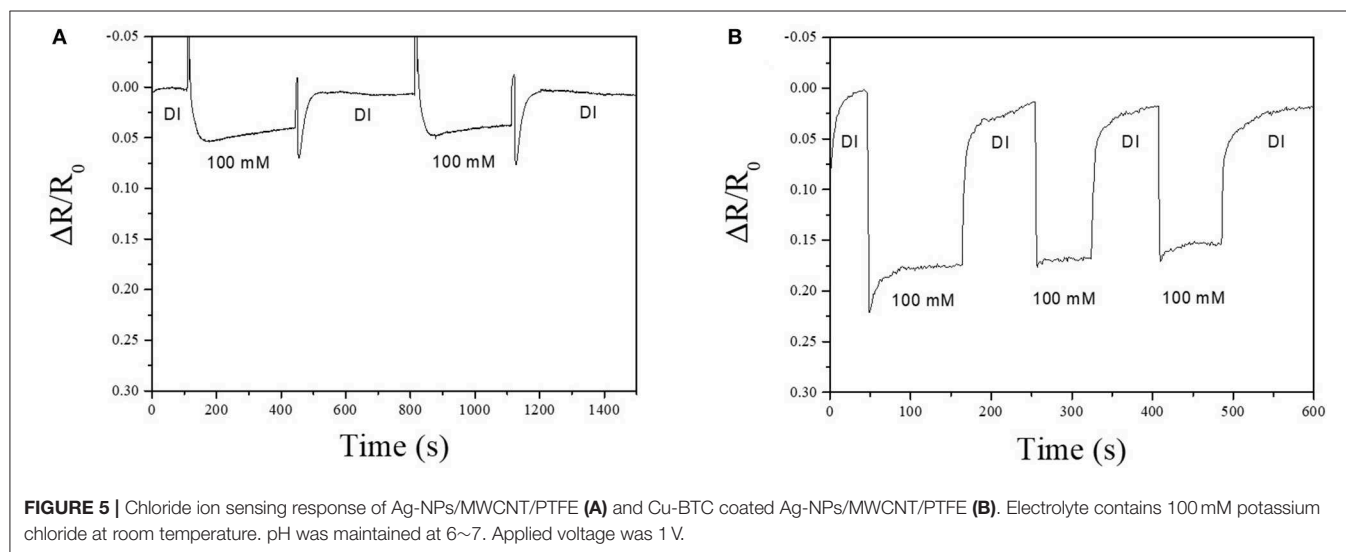 A
-0.05
0.00
0.05
0.10
0.15
0.20
0.25
0.30
ΔR/R0
DI
100 mM
DI
100 mM
DI
0 200 400 600 800 1000 1200 1400
Time (s)
B
-0.05
0.00
0.05
0.10
0.15
0.20
0.25
0.30
ΔR/R0
DI
100 mM
DI
100 mM
DI
100 mM
DI
0 100 200 300 400 500 600
Time (s)
FIGURE 5 | Chloride ion sensing response of Ag-NPs/MWCNT/PTFE (A) and Cu-BTC coated Ag-NPs/MWCNT/PTFE (B). Electrolyte contains 100 mM potassium
chloride at room temperature. pH was maintained at 6~7. Applied voltage was 1 V.